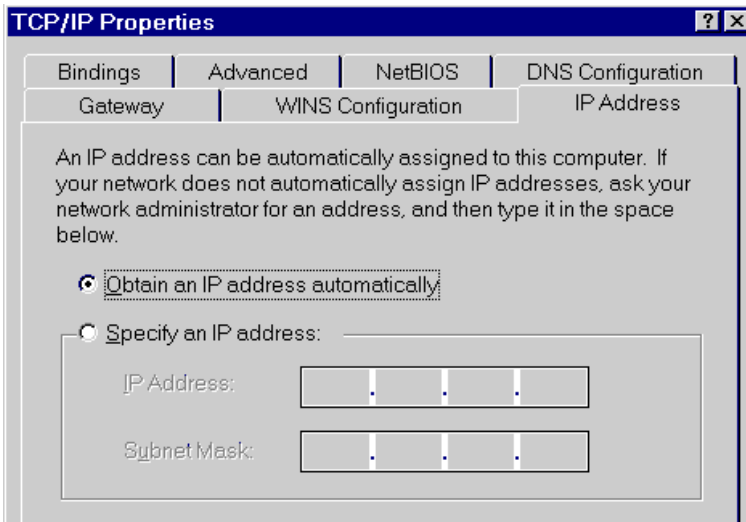 TCP/IP Properties
Bindings Advanced NetBIOS DNS Configuration
Gateway WINS Configuration IP Address
An IP address can be automatically assigned to this computer. If
your network does not automatically assign IP addresses, ask your
network administrator for an address, and then type it in the space
below.
Obtain an IP address automatically
Specify an IP address:
IP Address:
Subnet Mask: